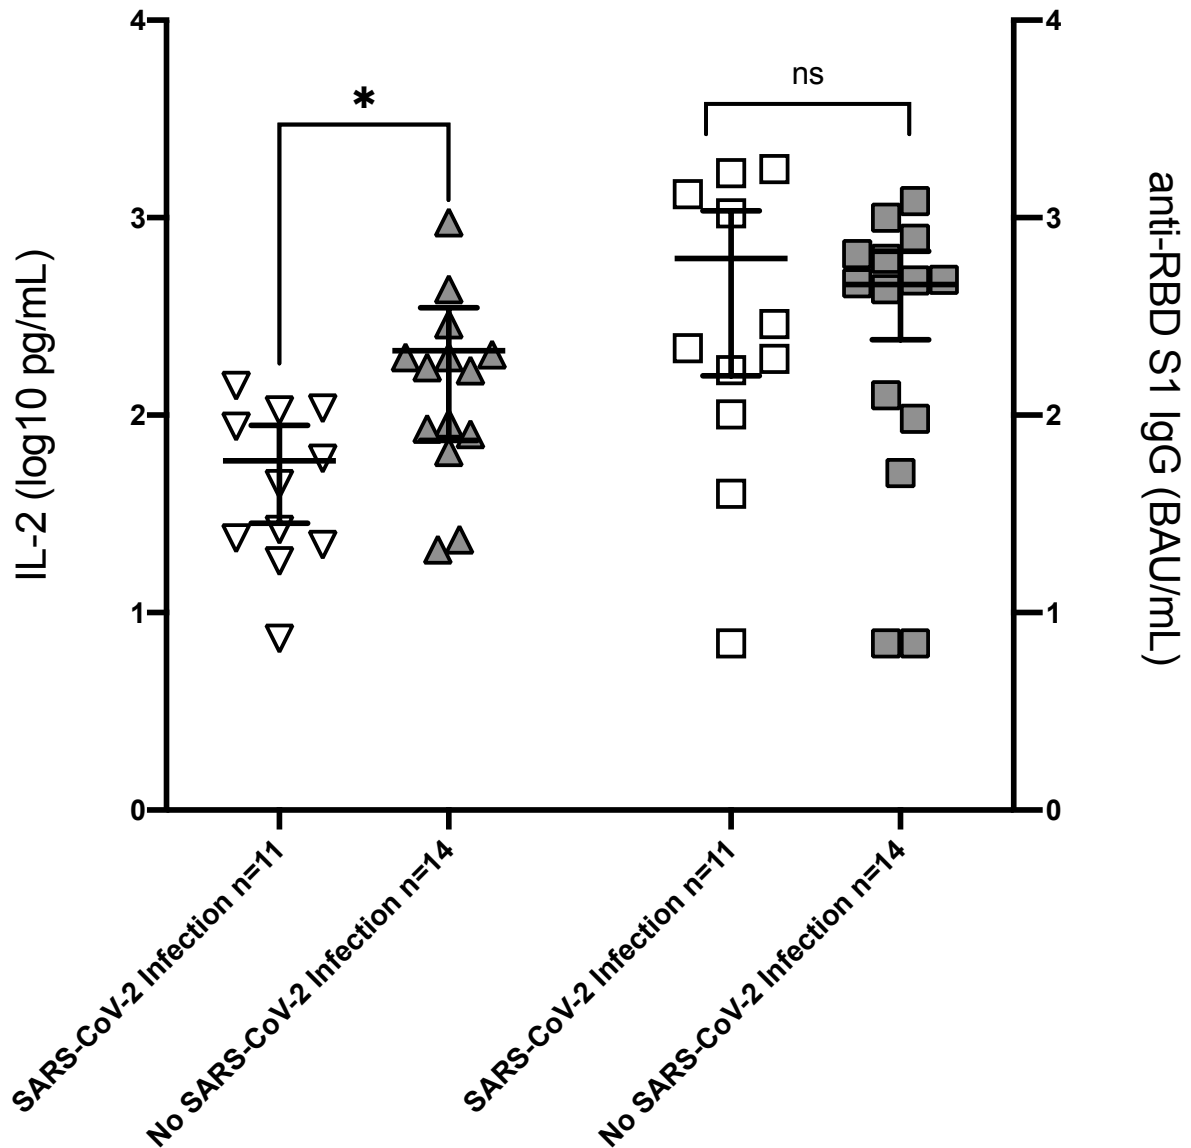 4
3
2
1
0
IL-2 (log10 pg/mL)
*
ns
4
3
2
1
0
anti-RBD S1 IgG (BAU/mL)
SARS-CoV-2 Infection n=11
No SARS-CoV-2 Infection n=14
SARS-CoV-2 Infection n=11
No SARS-CoV-2 Infection n=14